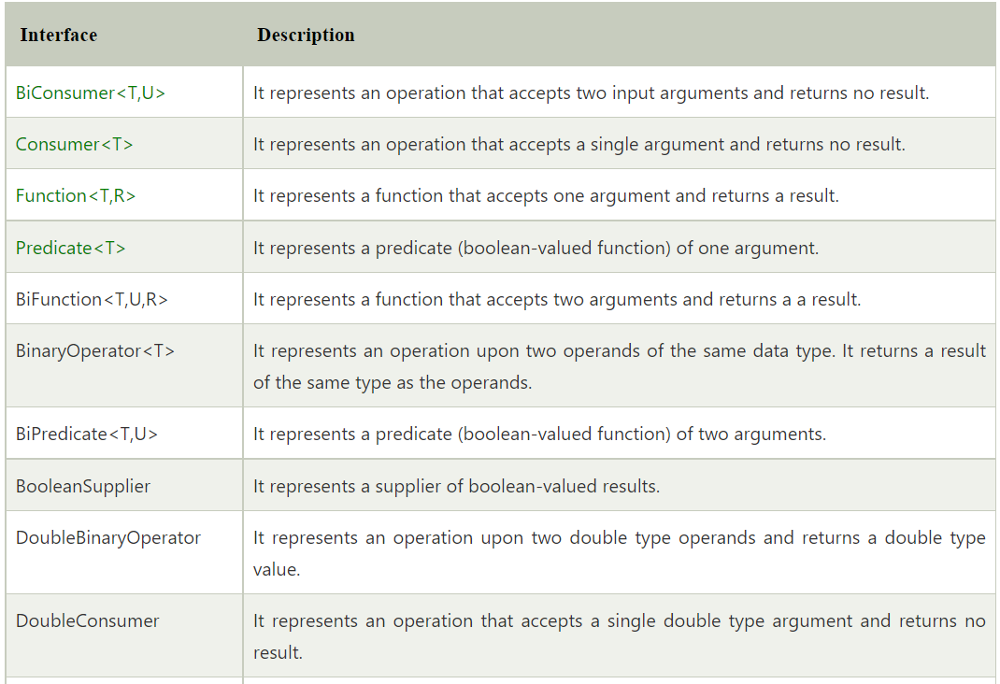 Interface Description
BiConsumer<T,U> It represents an operation that accepts two input arguments and returns no result.
Consumer<T> It represents an operation that accepts a single argument and returns no result.
Function<T,R> It represents a function that accepts one argument and returns a result.
Predicate<T> It represents a predicate (boolean-valued function) of one argument.
BiFunction<T,U,R> It represents a function that accepts two arguments and returns a a result.
BinaryOperator<T> It represents an operation upon two operands of the same data type. It returns a result
of the same type as the operands.
BiPredicate<T,U> It represents a predicate (boolean-valued function) of two arguments.
BooleanSupplier It represents a supplier of boolean-valued results.
DoubleBinaryOperator It represents an operation upon two double type operands and returns a double type
value.
DoubleConsumer It represents an operation that accepts a single double type argument and returns no
result.